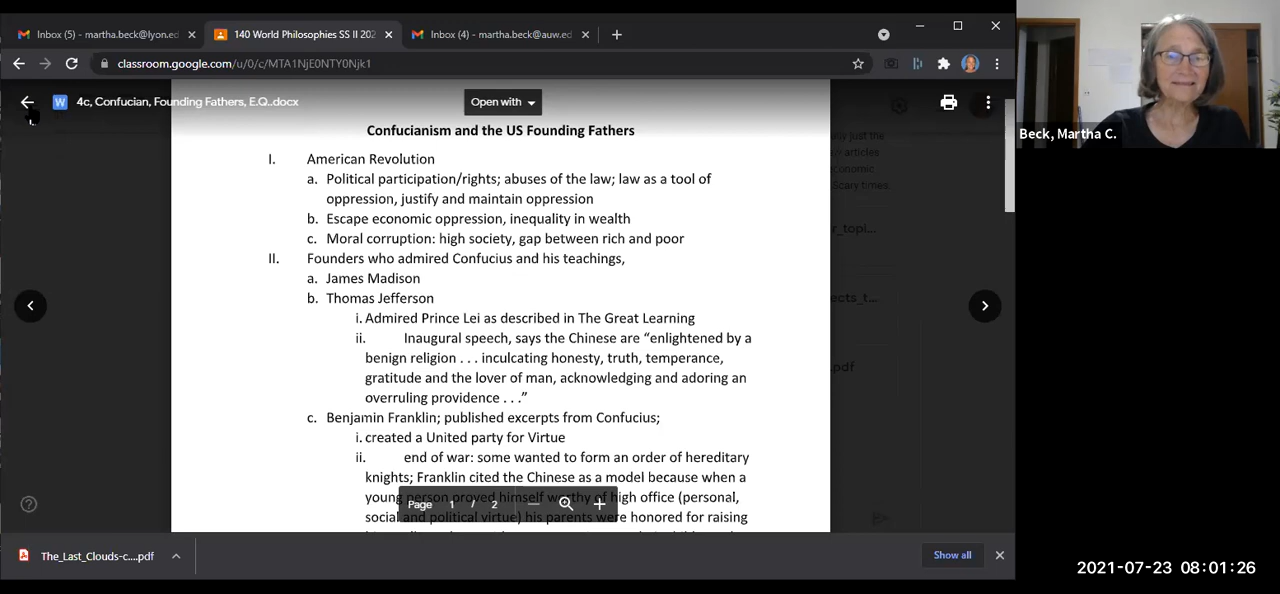 Inbox (5) - martha.beck@lyon.ed
140 World Philosophies SS II 202
Inbox (4) - martha.beck@auw.ed
classroom.google.com/u/0/c/MTA1NjE0NTY0Njk1
4c, Confucian, Founding Fathers, E.Q..docx
Open with
Beck, Martha C.
Confucianism and the US Founding Fathers
I. American Revolution
a. Political participation/rights; abuses of the law; law as a tool of
oppression, justify and maintain oppression
b. Escape economic oppression, inequality in wealth
c. Moral corruption: high society, gap between rich and poor
II. Founders who admired Confucius and his teachings,
a. James Madison
b. Thomas Jefferson
i. Admired Prince Lei as described in The Great Learning
ii. Inaugural speech, says the Chinese are “enlightened by a
benign religion . . . inculcating honesty, truth, temperance,
gratitude and the lover of man, acknowledging and adoring an
overruling providence . . .”
c. Benjamin Franklin; published excerpts from Confucius;
i. created a United party for Virtue
ii. end of war: some wanted to form an order of hereditary
knights; Franklin cited the Chinese as a model because when a
young person proved himself worthy of high office (personal,
social and political virtue) his parents were honored for raising
Page 1 / 2
just the
articles
conomic
Scary times.
r_topi...
ects_t...
.pdf
The_Last_Clouds-c....pdf
Show all
2021-07-23 08:01:26